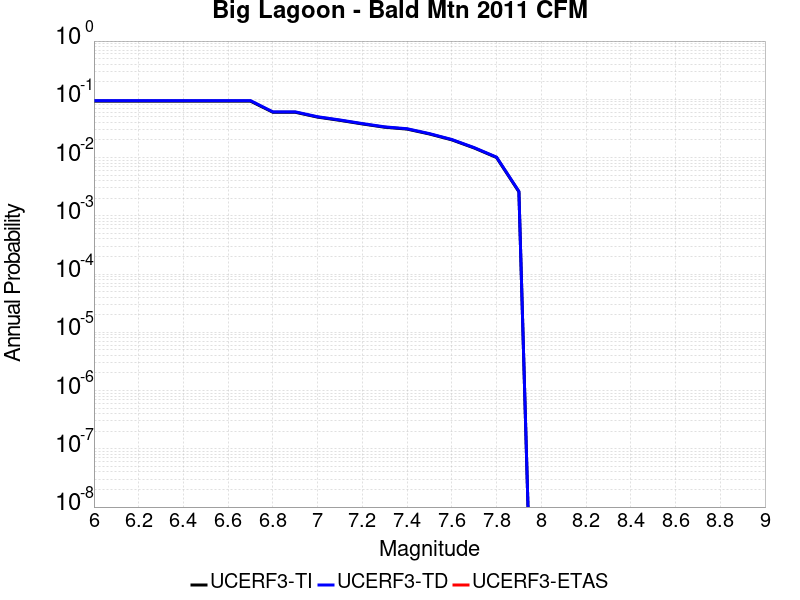 Big Lagoon - Bald Mtn 2011 CFM
10^0
10^-1
10^-2
10^-3
10^-4
10^-5
10^-6
10^-7
10^-8
Annual Probability
6 6.2 6.4 6.6 6.8 7 7.2 7.4 7.6 7.8 8 8.2 8.4 8.6 8.8 9
Magnitude
UCERF3-TI UCERF3-TD UCERF3-ETAS